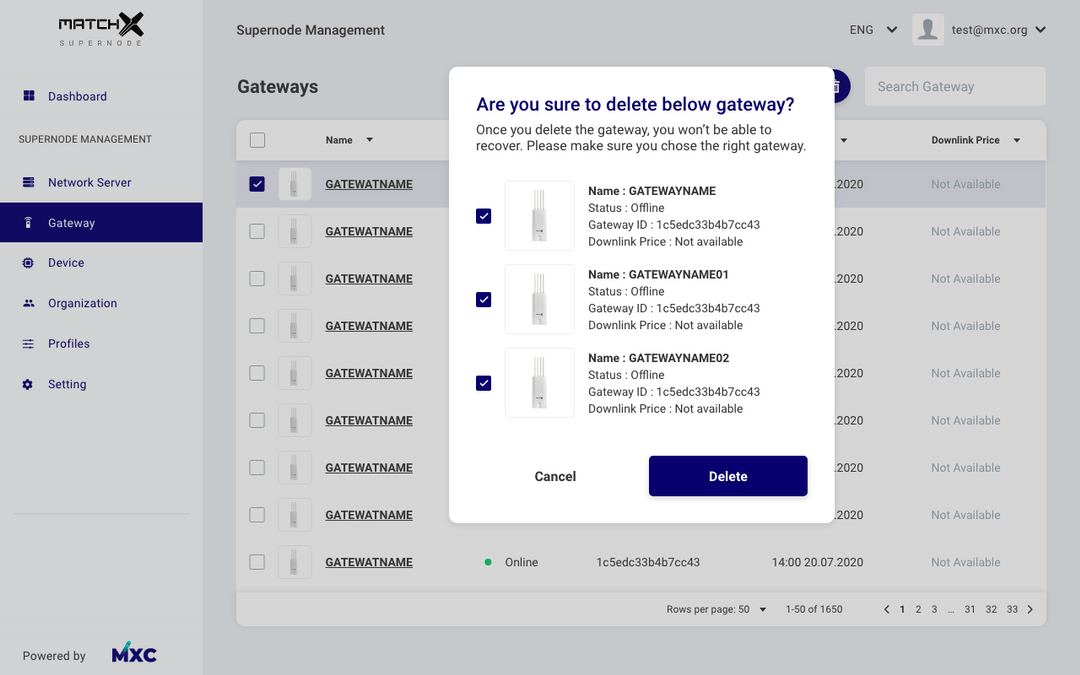 MATCHX
SUPERNODE
Supernode Management
ENG
test@mxc.org
Dashboard
SUPERNODE MANAGEMENT
Network Server
Gateway
Device
Organization
Profiles
Setting
Powered by
MXC
Gateways
Search Gateway
Name
Downlink Price
GATEWATNAME
.2020
Not Available
GATEWATNAME
.2020
Not Available
GATEWATNAME
.2020
Not Available
GATEWATNAME
.2020
Not Available
GATEWATNAME
.2020
Not Available
GATEWATNAME
.2020
Not Available
GATEWATNAME
.2020
Not Available
GATEWATNAME
.2020
Not Available
GATEWATNAME
Online
1c5edc33b4b7cc43
14:00 20.07.2020
Not Available
Rows per page: 50
1-50 of 1650
1 2 3 ... 31 32 33
Are you sure to delete below gateway?
Once you delete the gateway, you won’t be able to
recover. Please make sure you chose the right gateway.
Name : GATEWAYNAME
Status : Offline
Gateway ID : 1c5edc33b4b7cc43
Downlink Price : Not available
Name : GATEWAYNAME01
Status : Offline
Gateway ID : 1c5edc33b4b7cc43
Downlink Price : Not available
Name : GATEWAYNAME02
Status : Offline
Gateway ID : 1c5edc33b4b7cc43
Downlink Price : Not available
Cancel
Delete